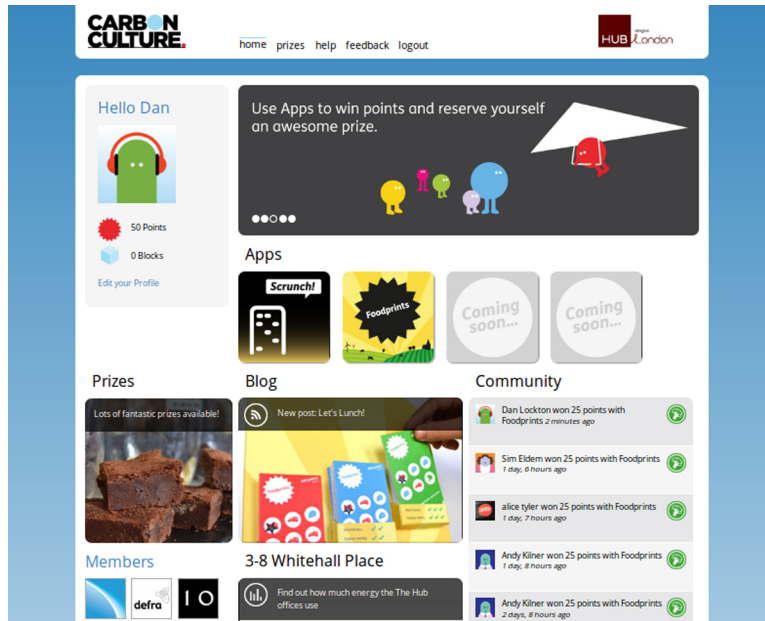 CARBON
CULTURE.
home prizes help feedback logout
HUB
London
Hello Dan
50 Points
0 Blocks
Edit your Profile
Use Apps to win points and reserve yourself
an awesome prize.
Apps
Scrunch!
Foodprints
Coming
soon...
Coming
soon...
Prizes
Lots of fantastic prizes available!
Blog
New post: Let's Lunch!
Foodprints
Community
Dan Lockton won 25 points with
Foodprints 2 minutes ago
Sim Eldem won 25 points with Foodprints
1 day, 6 hours ago
alice tyler won 25 points with Foodprints
1 day, 7 hours ago
Andy Kilner won 25 points with Foodprints
1 day, 8 hours ago
Andy Kilner won 25 points with Foodprints
2 days, 8 hours ago
Members
defra
10
3-8 Whitehall Place
Find out how much energy the The Hub
offices use